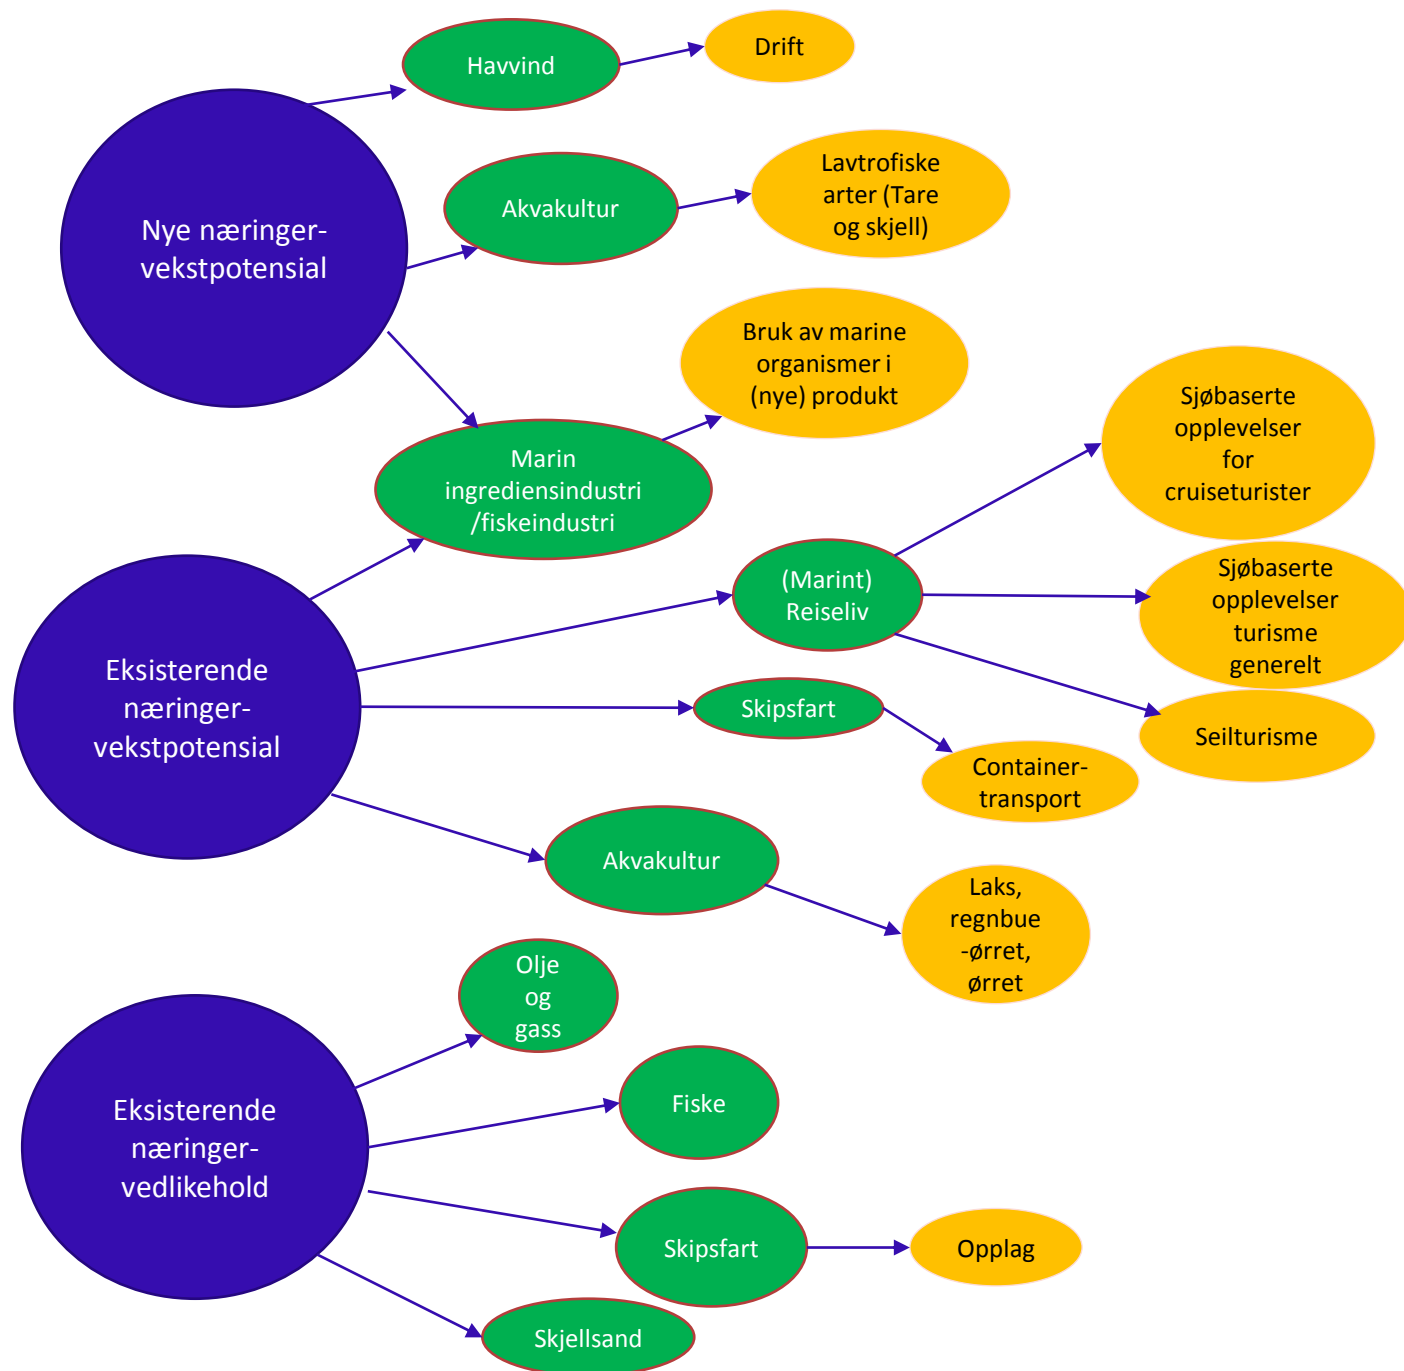 Havvind
Drift
Nye næringer-
vekstpotensial
Akvakultur
Lavtrofiske
arter (Tare
og skjell)
Bruk av marine
organismer i
(nye) produkt
Marin
ingrediensindustri
/fiskeindustri
Sjøbaserte
opplevelser
for
cruiseturister
(Marint)
Reiseliv
Sjøbaserte
opplevelser
turisme
generelt
Eksisterende
næringer-
vekstpotensial
Skipsfart
Seilturisme
Container-
transport
Akvakultur
Laks,
regnbue
-ørret,
ørret
Olje
og
gass
Eksisterende
næringer-
vedlikehold
Fiske
Skipsfart
Opplag
Skjellsand